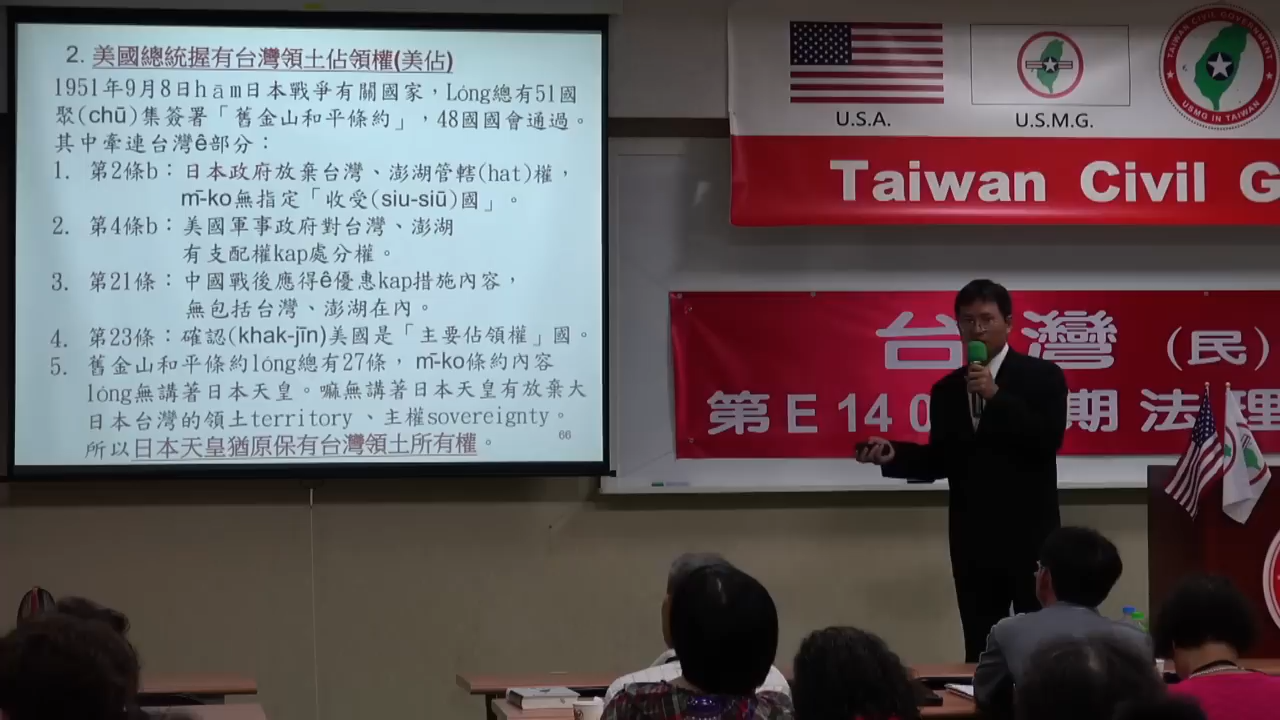 2. 美國總統握有台灣領土佔領權(美佔)
1951年9月8日hām日本戰爭有關國家，Lóng總有51國
聚(chū)集簽署「舊金山和平條約」，48國國會通過。
其中牽連台灣ê部分：
1. 第2條b：日本政府放棄台灣、澎湖管轄(hat)權，
m̄-ko無指定「收受(siu-siū)國」。
2. 第4條b：美國軍事政府對台灣、澎湖
有支配權kap處分權。
3. 第21條：中國戰後應得ê優惠kap措施內容，
無包括台灣、澎湖在內。
4. 第23條：確認(khak-jīn)美國是「主要佔領權」國。
5. 舊金山和平條約lóng總有27條，m̄-ko條約內容
lóng無講著日本天皇。嘛無講著日本天皇有放棄大
日本台灣的領土territory、主權sovereignty。
所以日本天皇猶原保有台灣領土所有權。
66
U.S.A.
U.S.M.G.
TAIWAN CIVIL GOVERNMENT
USMG IN TAIWAN
Taiwan Civil G
台灣(民)
第E140期法理